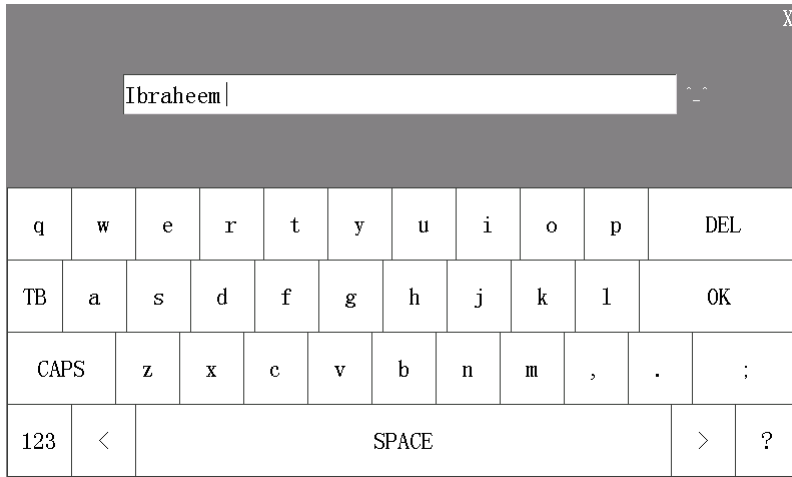 X
Ibraheem
^_^
q w e r t y u i o p DEL
TB a s d f g h j k l OK
CAPS z x c v b n m , . ;
123 < SPACE > ?